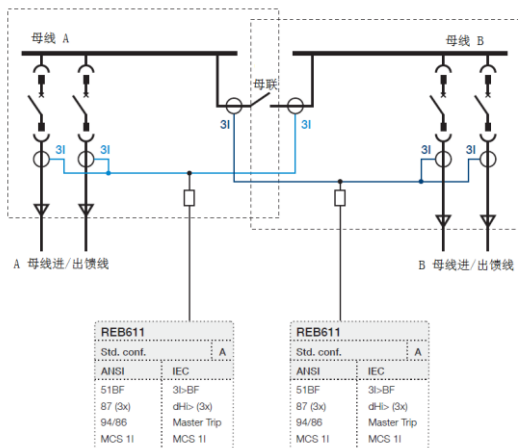 母线 A
母线 B
母联
3I
3I
3I
3I
3I
3I
A 母线进/出馈线
B 母线进/出馈线
REB611
Std. conf. A
ANSI IEC
51BF 3I>BF
87 (3x) dHi> (3x)
94/86 Master Trip
MCS 1I MCS 1I
REB611
Std. conf. A
ANSI IEC
51BF 3I>BF
87 (3x) dHi> (3x)
94/86 Master Trip
MCS 1I MCS 1I